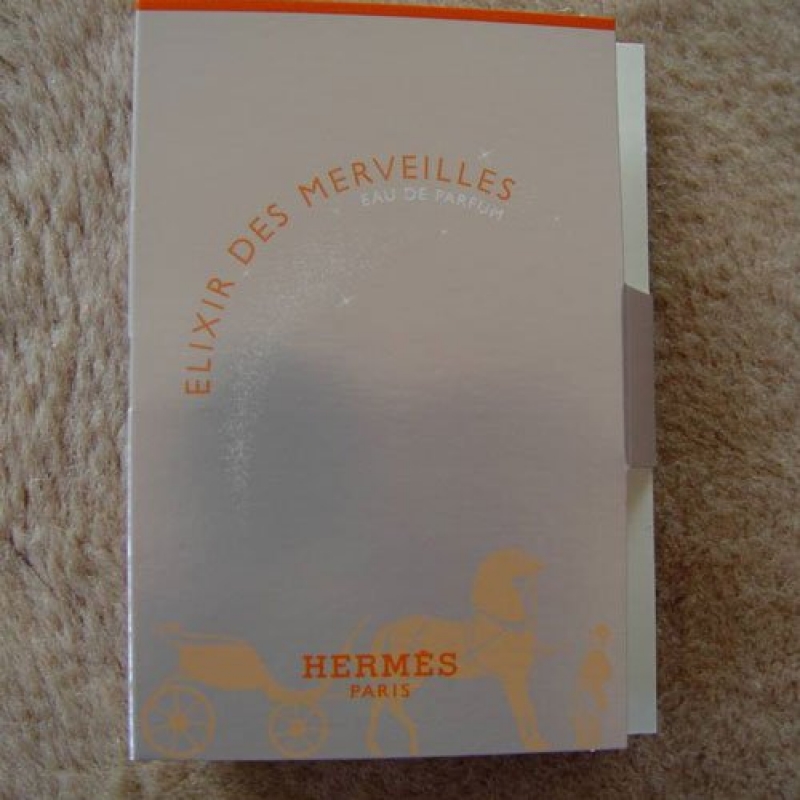 ELIXIR DES MERVEILLES
EAU DE PARFUM
HERMÈS
PARIS